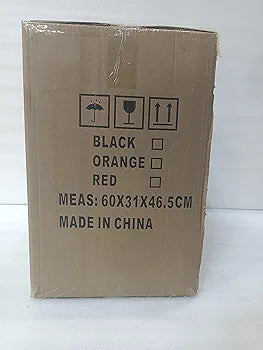 BLACK
ORANGE
RED
MEAS: 60X31X46.5CM
MADE IN CHINA